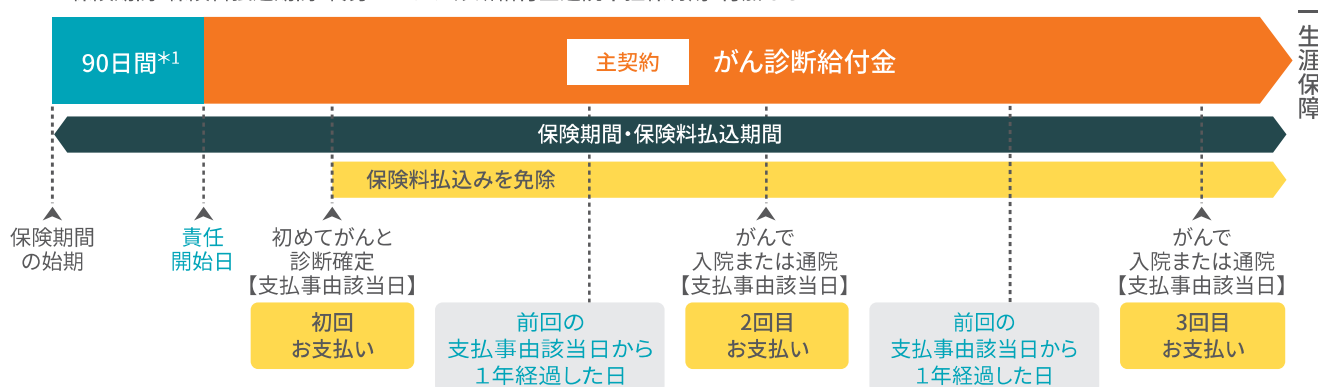 90日間*1
主契約
がん診断給付金
生涯保障
保険期間・保険料払込期間
保険料払込みを免除
保険期間
の始期
責任
開始日
初めてがんと
診断確定
【支払事由該当日】
がんで
入院または通院
【支払事由該当日】
がんで
入院または通院
【支払事由該当日】
初回
お支払い
前回の
支払事由該当日から
1年経過した日
2回目
お支払い
前回の
支払事由該当日から
1年経過した日
3回目
お支払い